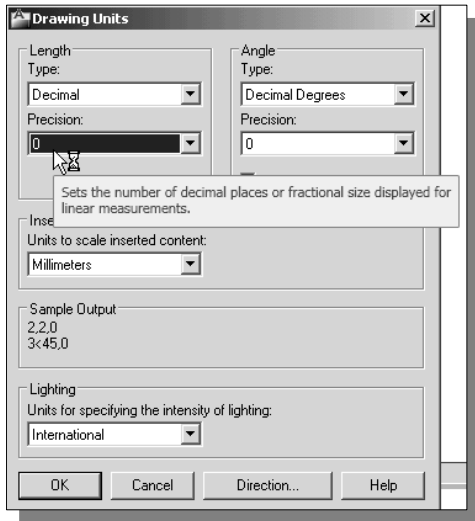 Drawing Units
Length
Type:
Decimal
Precision:
0
Angle
Type:
Decimal Degrees
Precision:
0
Sets the number of decimal places or fractional size displayed for
linear measurements.
Inse
Units to scale inserted content:
Millimeters
Sample Output
2,2,0
3<45,0
Lighting
Units for specifying the intensity of lighting:
International
OK
Cancel
Direction...
Help